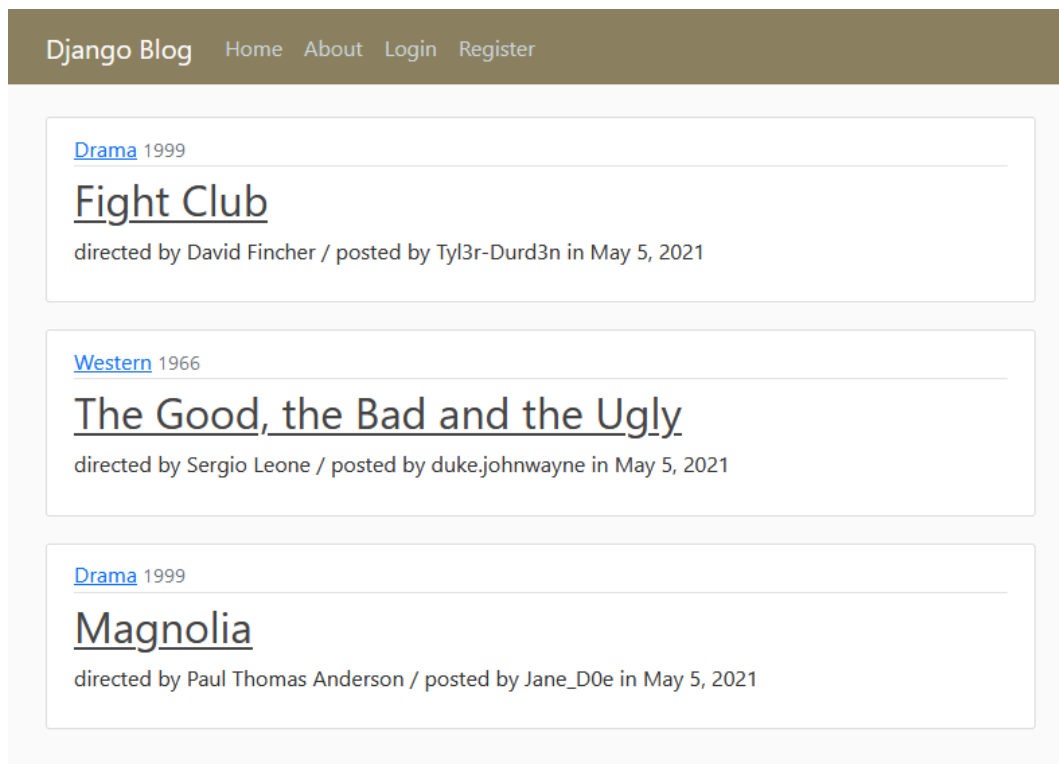 Django Blog Home About Login Register
Drama 1999
Fight Club
directed by David Fincher / posted by Tyl3r-Durd3n in May 5, 2021
Western 1966
The Good, the Bad and the Ugly
directed by Sergio Leone / posted by duke.johnwayne in May 5, 2021
Drama 1999
Magnolia
directed by Paul Thomas Anderson / posted by Jane_D0e in May 5, 2021